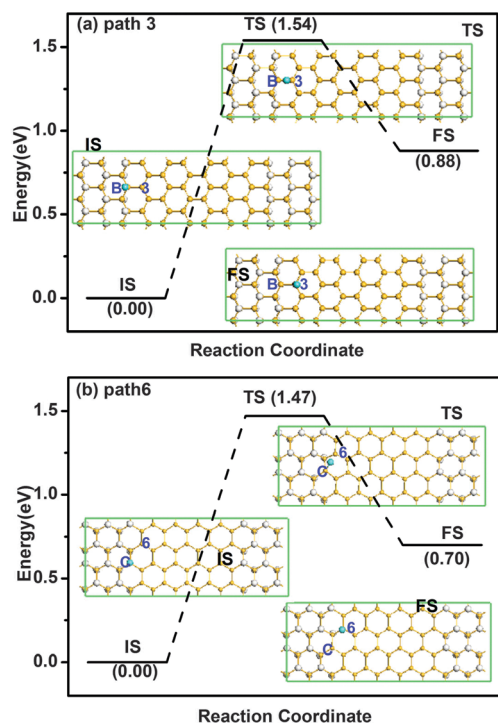 (a) path 3
TS (1.54)
TS
B 3
IS
B 3
FS
(0.88)
FS
B 3
IS
(0.00)
1.5
1.0
0.5
0.0
Energy(eV)
Reaction Coordinate
(b) path6
TS (1.47)
TS
6
C
6
C
IS
FS
(0.70)
FS
6
C
IS
(0.00)
1.5
1.0
0.5
0.0
Energy(eV)
Reaction Coordinate